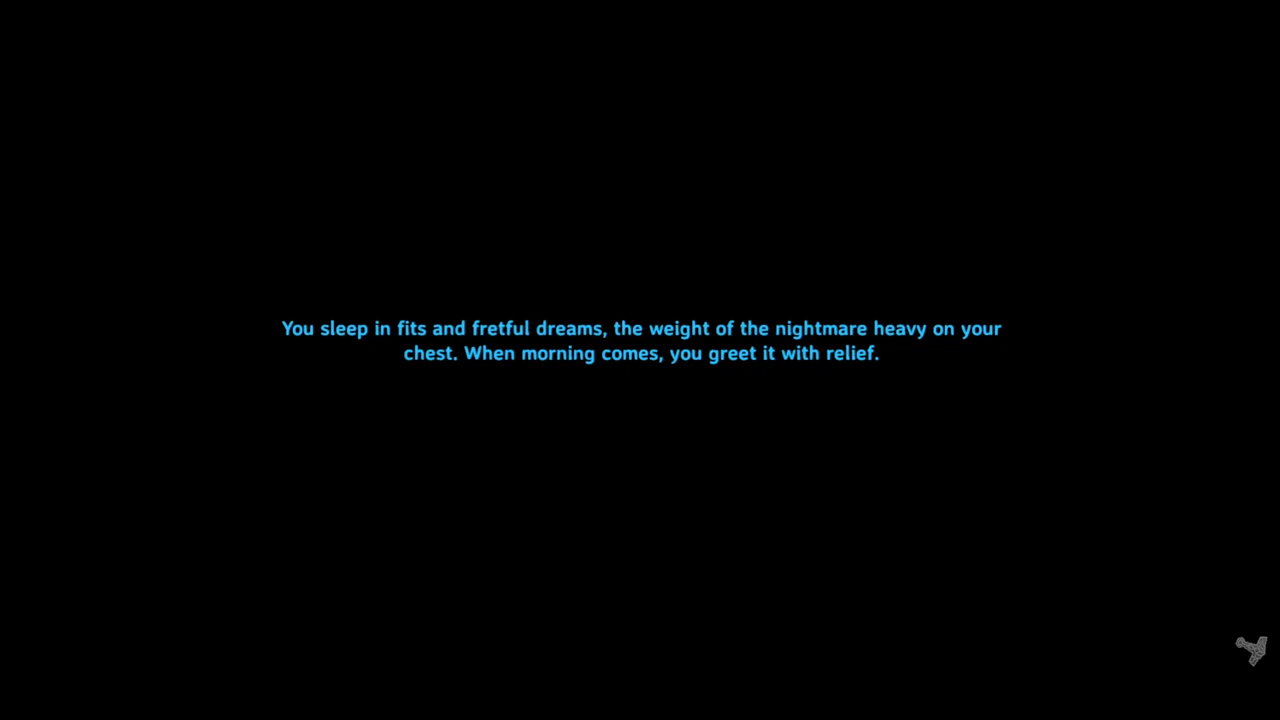 You sleep in fits and fretful dreams, the weight of the nightmare heavy on your
chest. When morning comes, you greet it with relief.